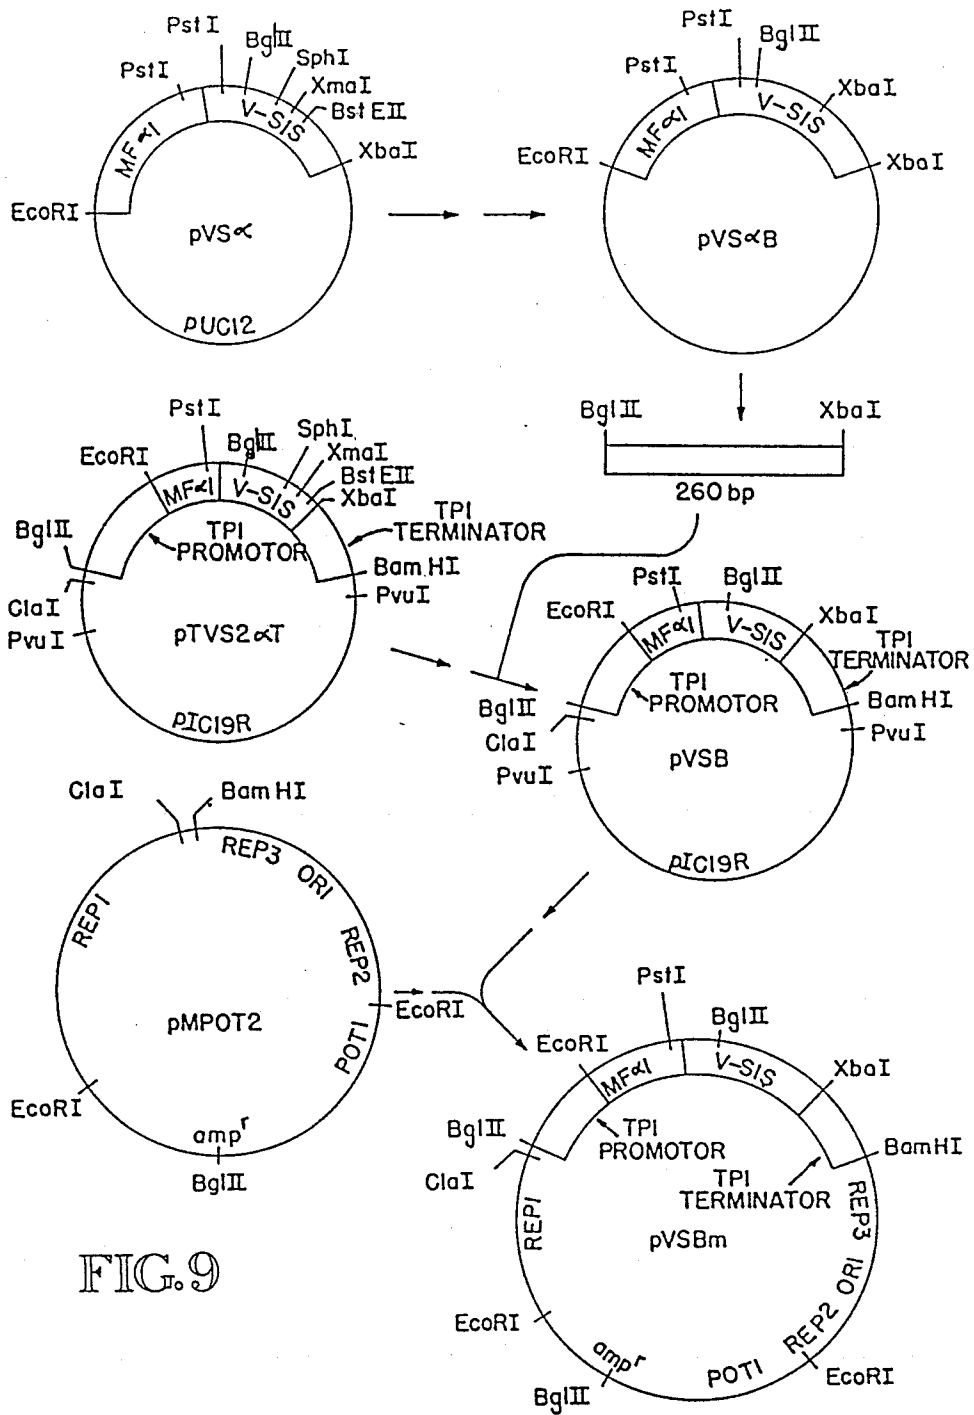 PstI
PstI
BglII
SphI
XmaI
BstEII
XbaI
MFα1
V-SIS
EcoRI
pVSα
pUC12
PstI
PstI
BglII
XbaI
XbaI
EcoRI
MFα1
V-SIS
pVSαB
BglII
XbaI
260 bp
PstI
EcoRI
BglII
SphI
XmaI
BstEII
XbaI
MFα1
V-SIS
BglII
TPI
PROMOTOR
TPI
TERMINATOR
BamHI
ClaI
PvuI
PvuI
pTVS2αT
pIC19R
PstI
BglII
EcoRI
XbaI
MFα1
V-SIS
TPI
TERMINATOR
TPI
PROMOTOR
BglII
BamHI
ClaI
PvuI
PvuI
pVSB
pIC19R
ClaI
BamHI
REP3
ORI
REP1
REP2
EcoRI
pMPOT2
POT1
EcoRI
ampr
BglII
PstI
BglII
EcoRI
MFα1
V-SIS
XbaI
BglII
TPI
PROMOTOR
BamHI
ClaI
TPI
TERMINATOR
REP1
REP3
pVSBm
ORI
EcoRI
REP2
ampr
POT1
EcoRI
BglII
FIG. 9